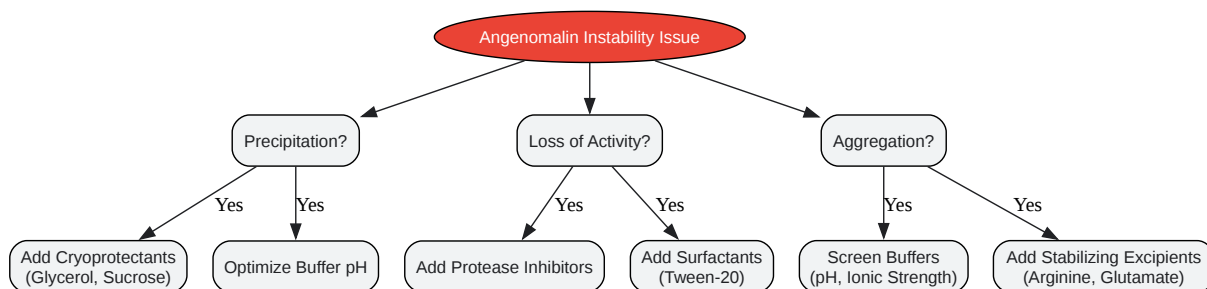 Angenomalin Instability Issue
Precipitation?
Loss of Activity?
Aggregation?
Yes
Yes
Yes
Yes
Yes
Yes
Add Cryoprotectants
(Glycerol, Sucrose)
Optimize Buffer pH
Add Protease Inhibitors
Add Surfactants
(Tween-20)
Screen Buffers
(pH, Ionic Strength)
Add Stabilizing Excipients
(Arginine, Glutamate)